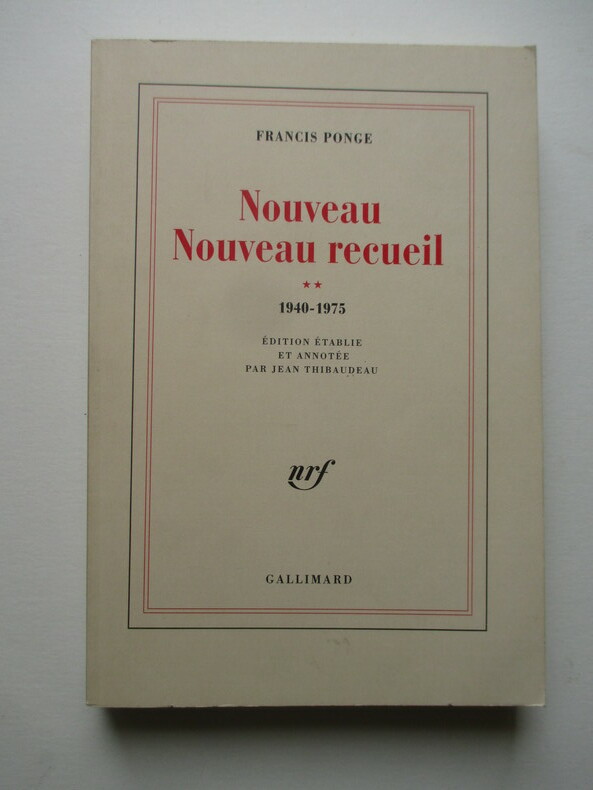 FRANCIS PONGE
Nouveau
Nouveau recueil
★★
1940-1975
ÉDITION ÉTABLIE
ET ANNOTÉE
PAR JEAN THIBAUDEAU
nrf
GALLIMARD